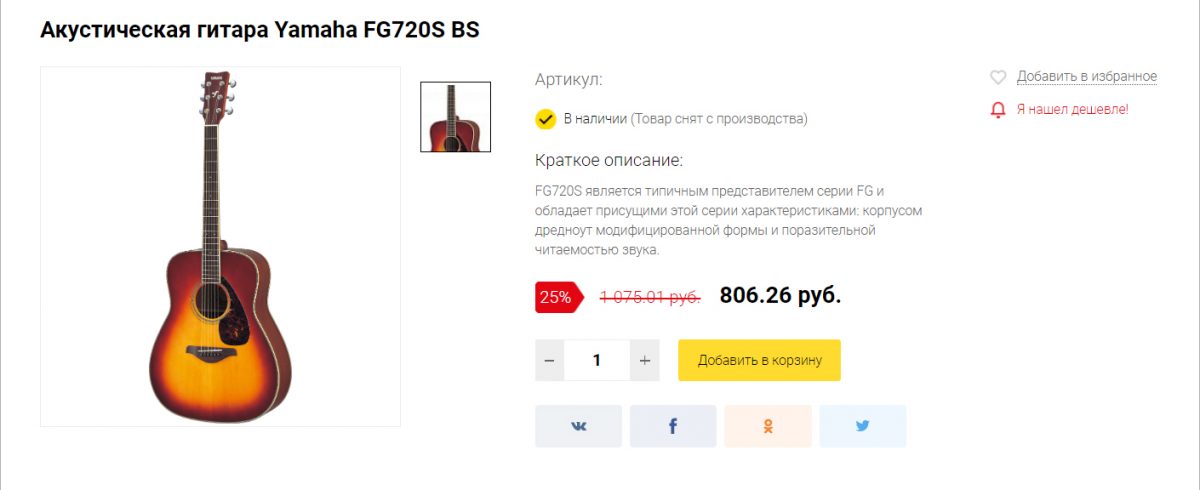 Акустическая гитара Yamaha FG720S BS
YAMAHA
Артикул:
В наличии (Товар снят с производства)
Краткое описание:
FG720S является типичным представителем серии FG и
обладает присущими этой серии характеристиками: корпусом
дредноут модифицированной формы и поразительной
читаемостью звука.
25% 1 075.01 руб. 806.26 руб.
− 1 + Добавить в корзину
Добавить в избранное
Я нашел дешевле!